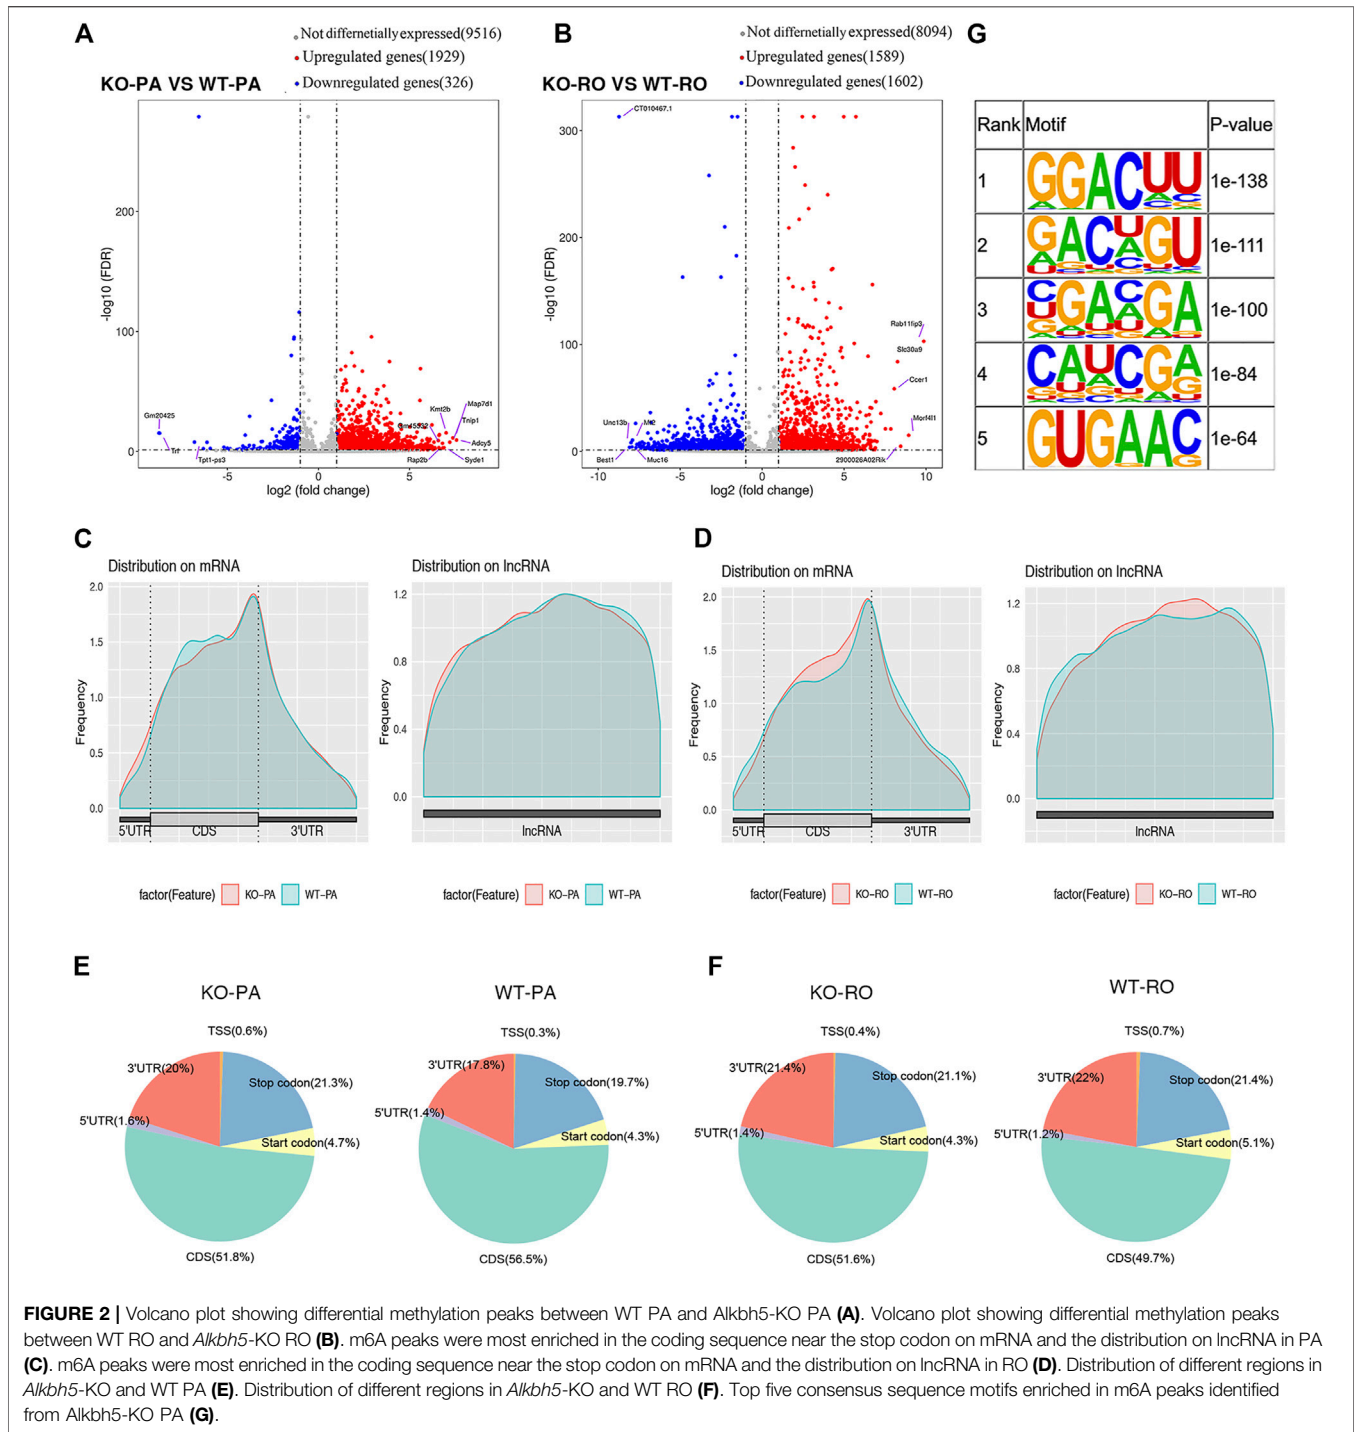 A
Not differnetially expressed(9516)
Upregulated genes(1929)
Downregulated genes(326)
KO-PA VS WT-PA
-log10 (FDR)
200
100
0
Gm20425
Trf
Tpt1-ps3
Kmt2b
Map7d1
Gm45532
Tnip1
Adcy5
Rap2b
Syde1
-5
0
5
log2 (fold change)
B
Not differnetially expressed(8094)
Upregulated genes(1589)
Downregulated genes(1602)
KO-RO VS WT-RO
-log10 (FDR)
300
200
100
0
CT010467.1
Rab11fip3
Slc30a9
Ccer1
Morf4l1
2900026A02Rik
Unc13b
Best1
Muc16
-10
-5
0
5
10
log2 (fold change)
G
Rank Motif P-value
1 GGACUU 1e-138
2 GACUGU 1e-111
3 CGACGA 1e-100
4 CAUCGA 1e-84
5 GUGAAC 1e-64
C
Distribution on mRNA
Frequency
2.0
1.5
1.0
0.5
0.0
5'UTR CDS 3'UTR
factor(Feature) KO-PA WT-PA
Distribution on lncRNA
Frequency
1.2
0.8
0.4
0.0
lncRNA
factor(Feature) KO-PA WT-PA
D
Distribution on mRNA
Frequency
2.0
1.5
1.0
0.5
0.0
5'UTR CDS 3'UTR
factor(Feature) KO-RO WT-RO
Distribution on lncRNA
Frequency
1.2
0.8
0.4
0.0
lncRNA
factor(Feature) KO-RO WT-RO
E
KO-PA
TSS(0.6%)
3'UTR(20%)
Stop codon(21.3%)
5'UTR(1.6%)
Start codon(4.7%)
CDS(51.8%)
WT-PA
TSS(0.3%)
3'UTR(17.8%)
Stop codon(19.7%)
5'UTR(1.4%)
Start codon(4.3%)
CDS(56.5%)
F
KO-RO
TSS(0.4%)
3'UTR(21.4%)
Stop codon(21.1%)
5'UTR(1.4%)
Start codon(4.3%)
CDS(51.6%)
WT-RO
TSS(0.7%)
3'UTR(22%)
Stop codon(21.4%)
5'UTR(1.2%)
Start codon(5.1%)
CDS(49.7%)
FIGURE 2 | Volcano plot showing differential methylation peaks between WT PA and Alkbh5-KO PA (A). Volcano plot showing differential methylation peaks
between WT RO and Alkbh5-KO RO (B). m6A peaks were most enriched in the coding sequence near the stop codon on mRNA and the distribution on lncRNA in PA
(C). m6A peaks were most enriched in the coding sequence near the stop codon on mRNA and the distribution on lncRNA in RO (D). Distribution of different regions in
Alkbh5-KO and WT PA (E). Distribution of different regions in Alkbh5-KO and WT RO (F). Top five consensus sequence motifs enriched in m6A peaks identified
from Alkbh5-KO PA (G).